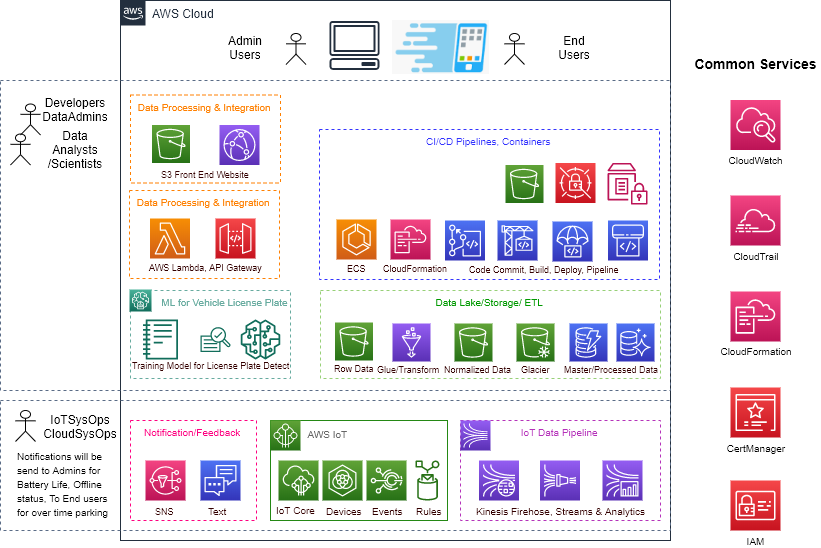 aws
AWS Cloud
Admin
Users
End
Users
Common Services
Developers
DataAdmins
Data
Analysts
/Scientists
Data Processing & Integration
S3 Front End Website
Data Processing & Integration
AWS Lambda, API Gateway
CI/CD Pipelines, Containers
ECS
CloudFormation
Code Commit, Build, Deploy, Pipeline
ML for Vehicle License Plate
Training Model for License Plate Detect
Data Lake/Storage/ ETL
Row Data
Glue/Transform
Normalized Data
Glacier
Master/Processed Data
CloudWatch
CloudTrail
CloudFormation
CertManager
IAM
IoTSysOps
CloudSysOps
Notifications will be
send to Admins for
Battery Life, Offline
status, To End users
for over time parking
Notification/Feedback
SNS
Text
AWS IoT
IoT Core
Devices
Events
Rules
IoT Data Pipeline
Kinesis Firehose, Streams & Analytics